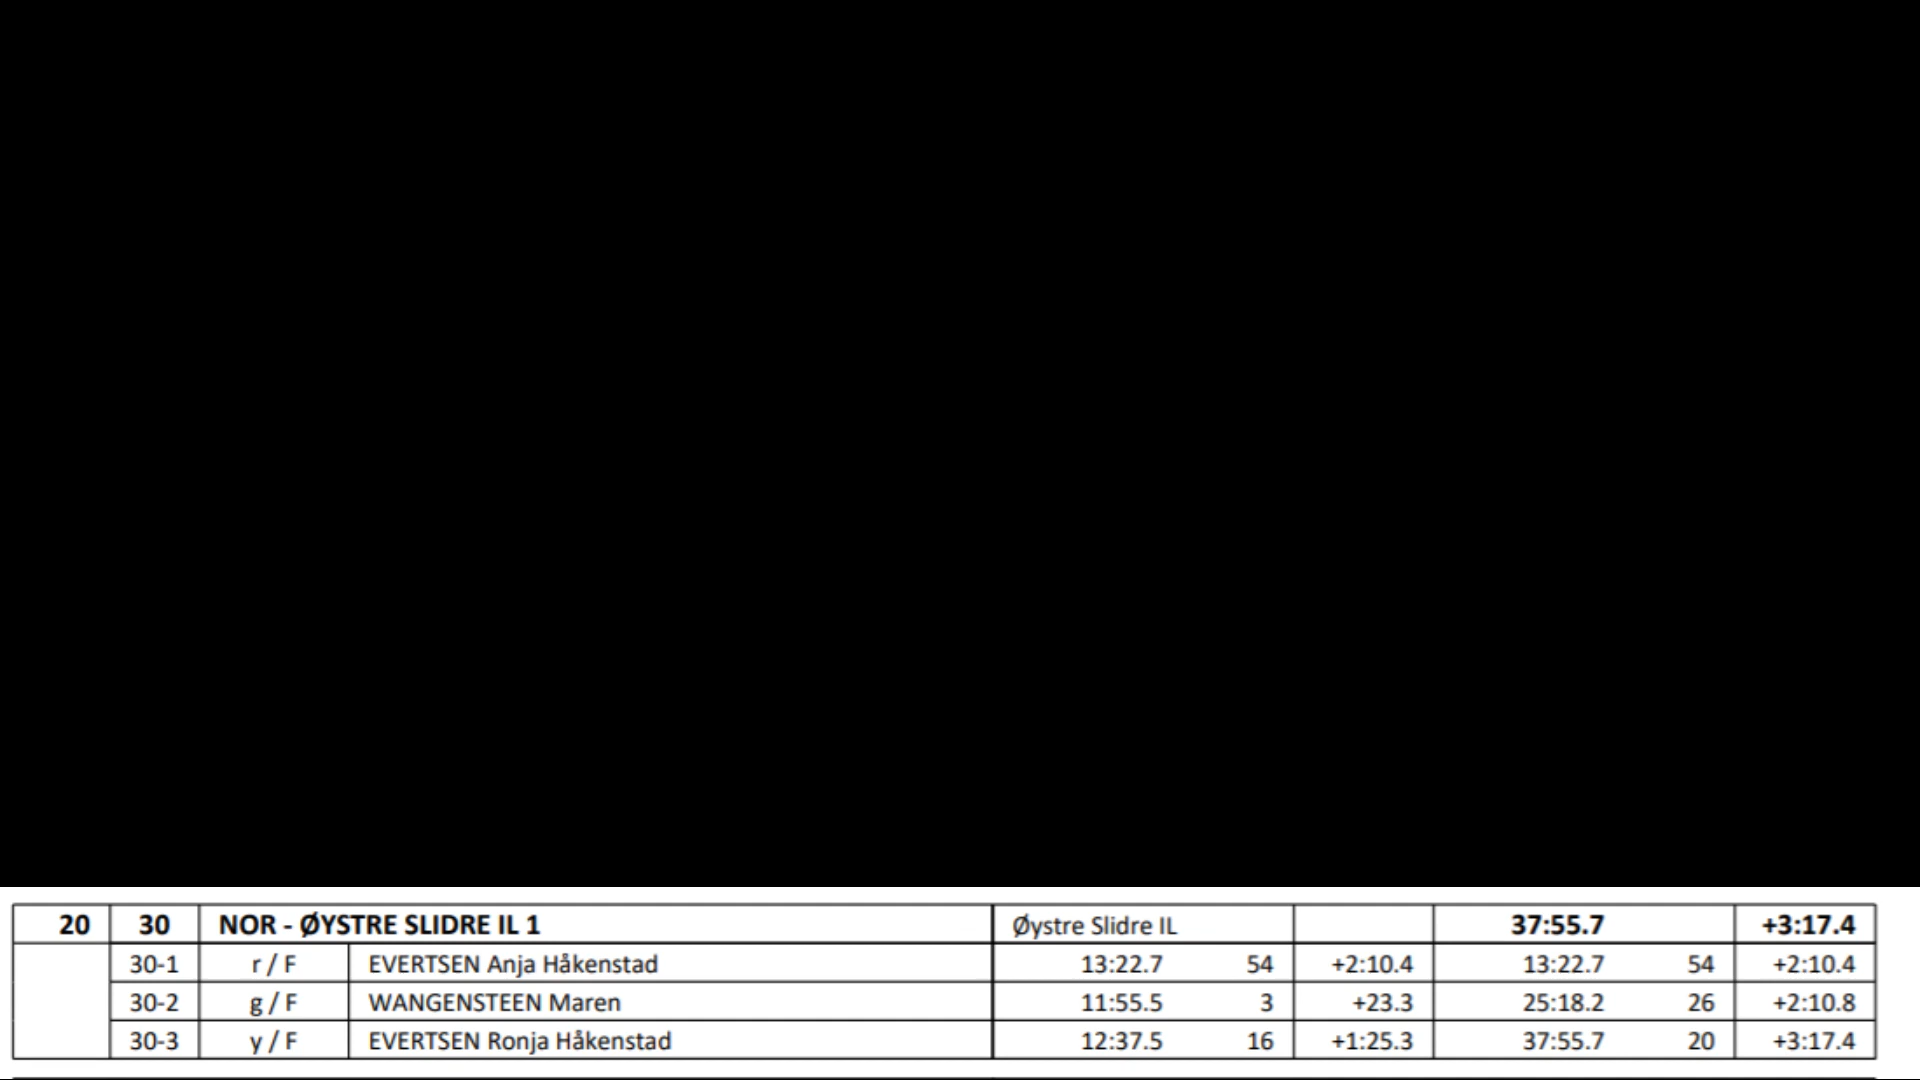 20 30 NOR - ØYSTRE SLIDRE IL 1 Øystre Slidre IL 37:55.7 +3:17.4
30-1 r / F EVERTSEN Anja Håkenstad 13:22.7 54 +2:10.4 13:22.7 54 +2:10.4
30-2 g / F WANGENSTEEN Maren 11:55.5 3 +23.3 25:18.2 26 +2:10.8
30-3 y / F EVERTSEN Ronja Håkenstad 12:37.5 16 +1:25.3 37:55.7 20 +3:17.4